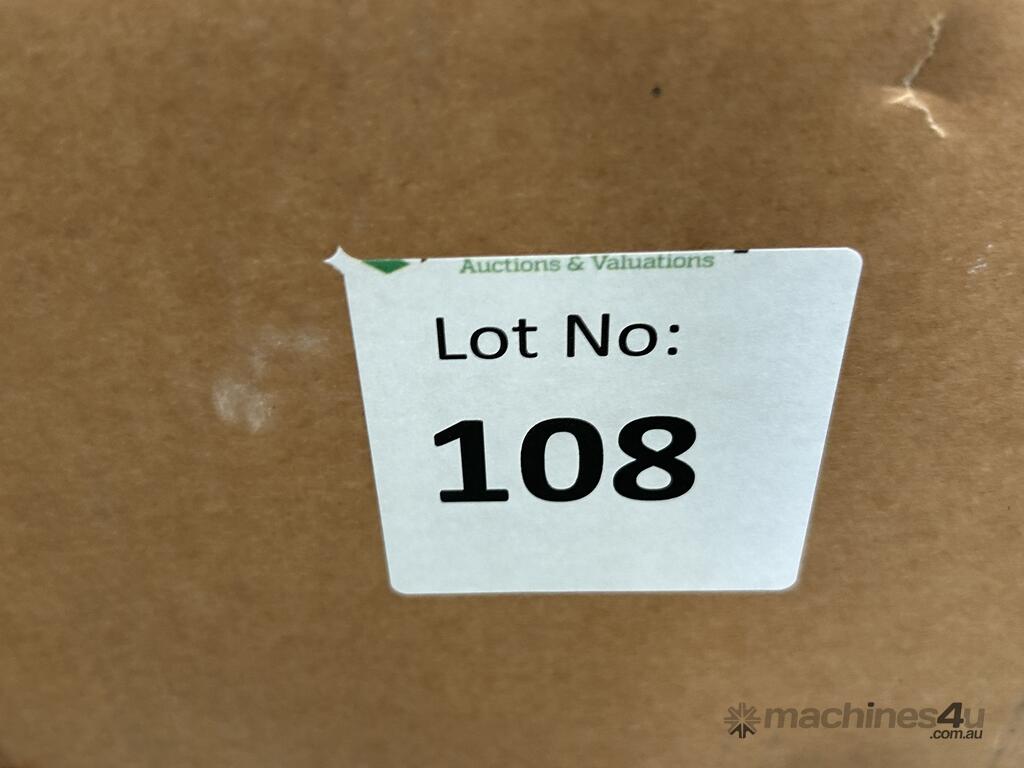 Auctions & Valuations
Lot No:
108
machines4u
.com.au